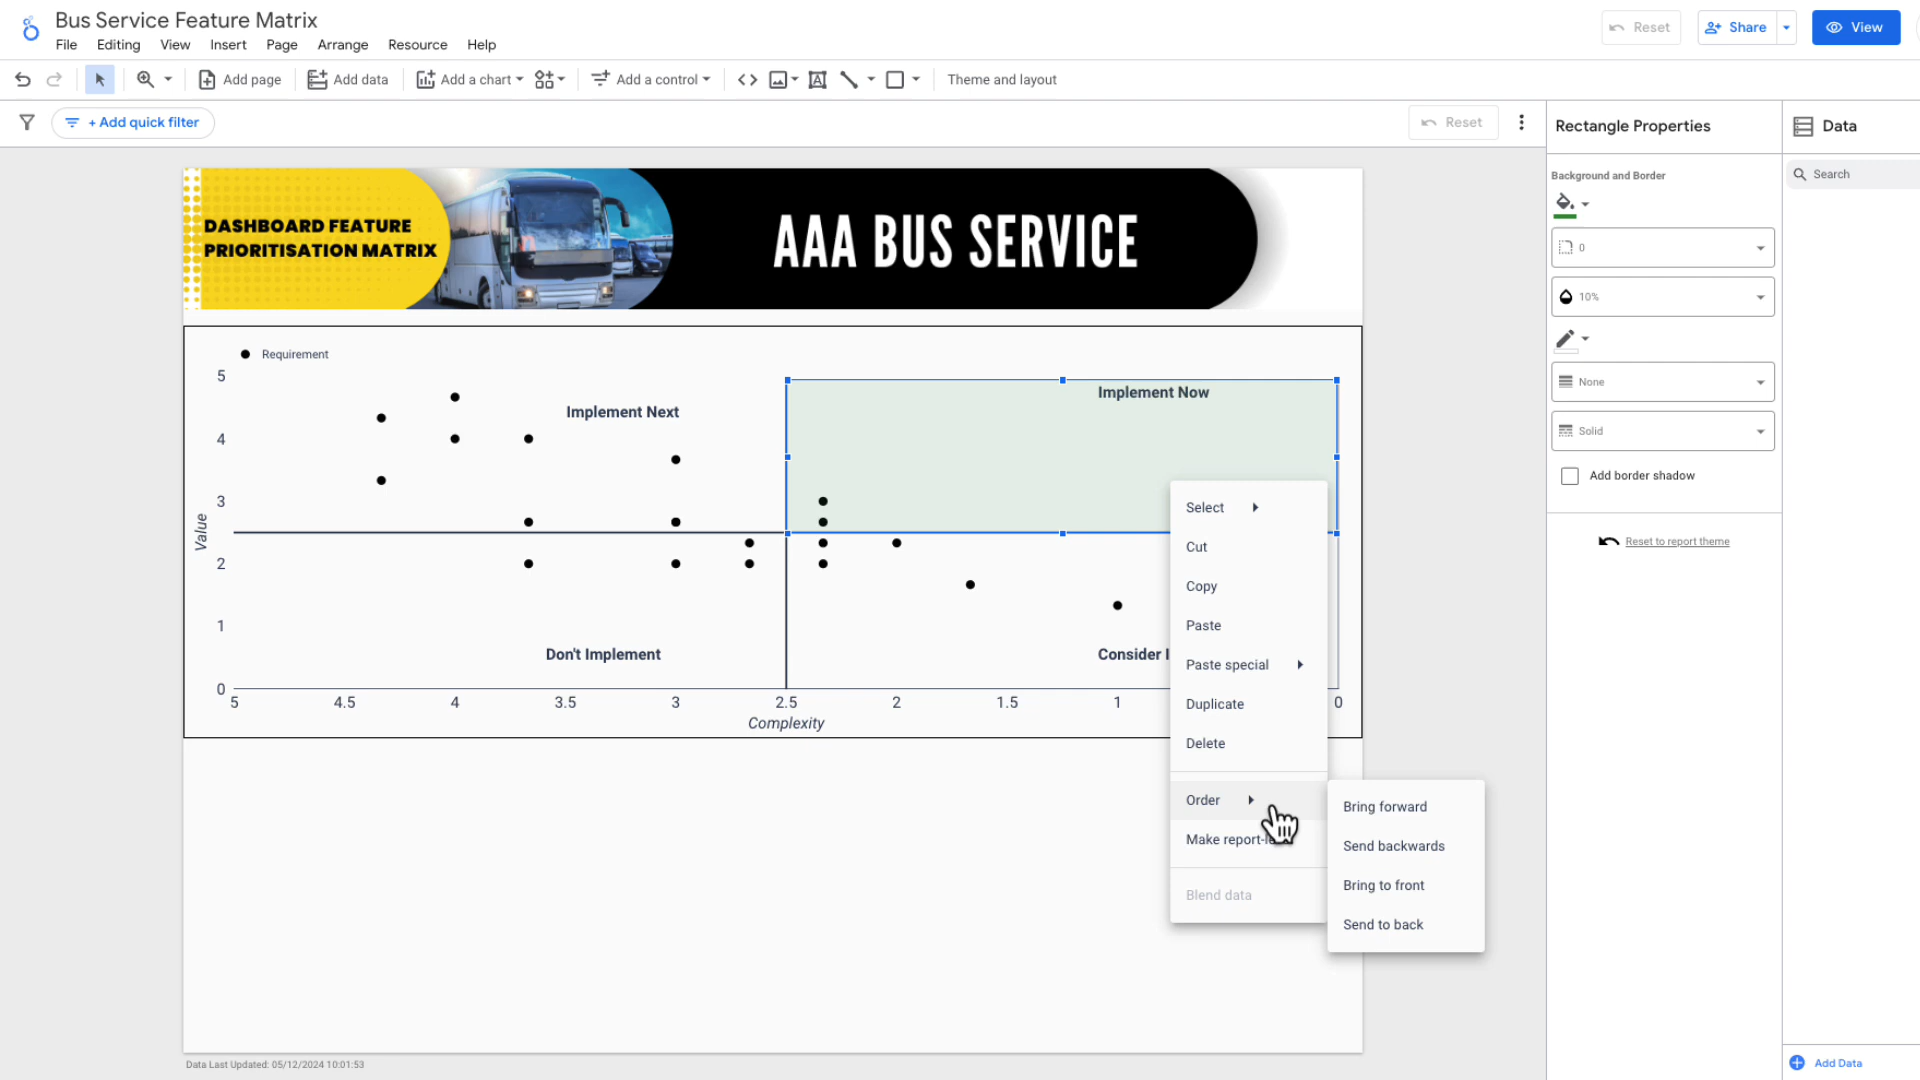 Bus Service Feature Matrix
File Editing View Insert Page Arrange Resource Help
Reset Share View
Add page Add data Add a chart Add a control Theme and layout
+ Add quick filter Reset
Rectangle Properties
Data
Background and Border
Search
0
10%
None
Solid
Add border shadow
Reset to report theme
DASHBOARD FEATURE
PRIORITISATION MATRIX
AAA BUS SERVICE
Requirement
5
4
3
2
1
0
Value
Implement Next
Implement Now
Don't Implement
Consider I
5 4.5 4 3.5 3 2.5 2 1.5 1 0
Complexity
Select
Cut
Copy
Paste
Paste special
Duplicate
Delete
Order
Make report-le
Blend data
Bring forward
Send backwards
Bring to front
Send to back
Data Last Updated: 05/12/2024 10:01:53
Add Data